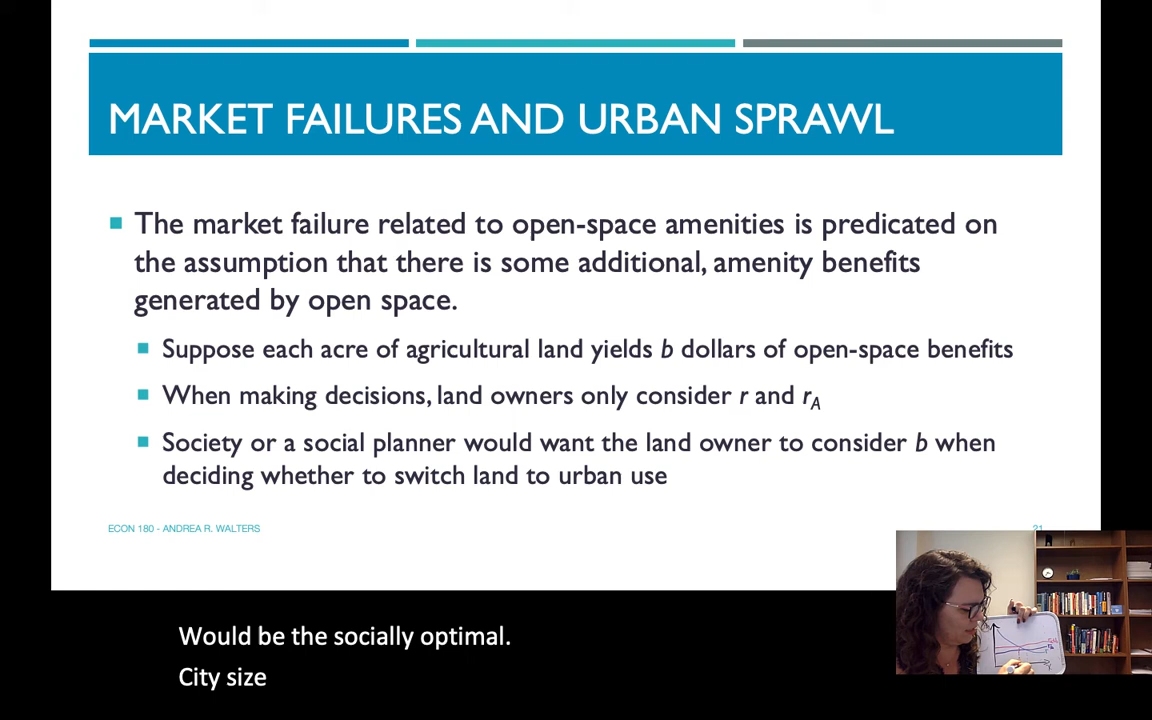 MARKET FAILURES AND URBAN SPRAWL
The market failure related to open-space amenities is predicated on
the assumption that there is some additional, amenity benefits
generated by open space.
Suppose each acre of agricultural land yields b dollars of open-space benefits
When making decisions, land owners only consider r and rA
Society or a social planner would want the land owner to consider b when
deciding whether to switch land to urban use
ECON 180 - ANDREA R. WALTERS
Would be the socially optimal.
City size